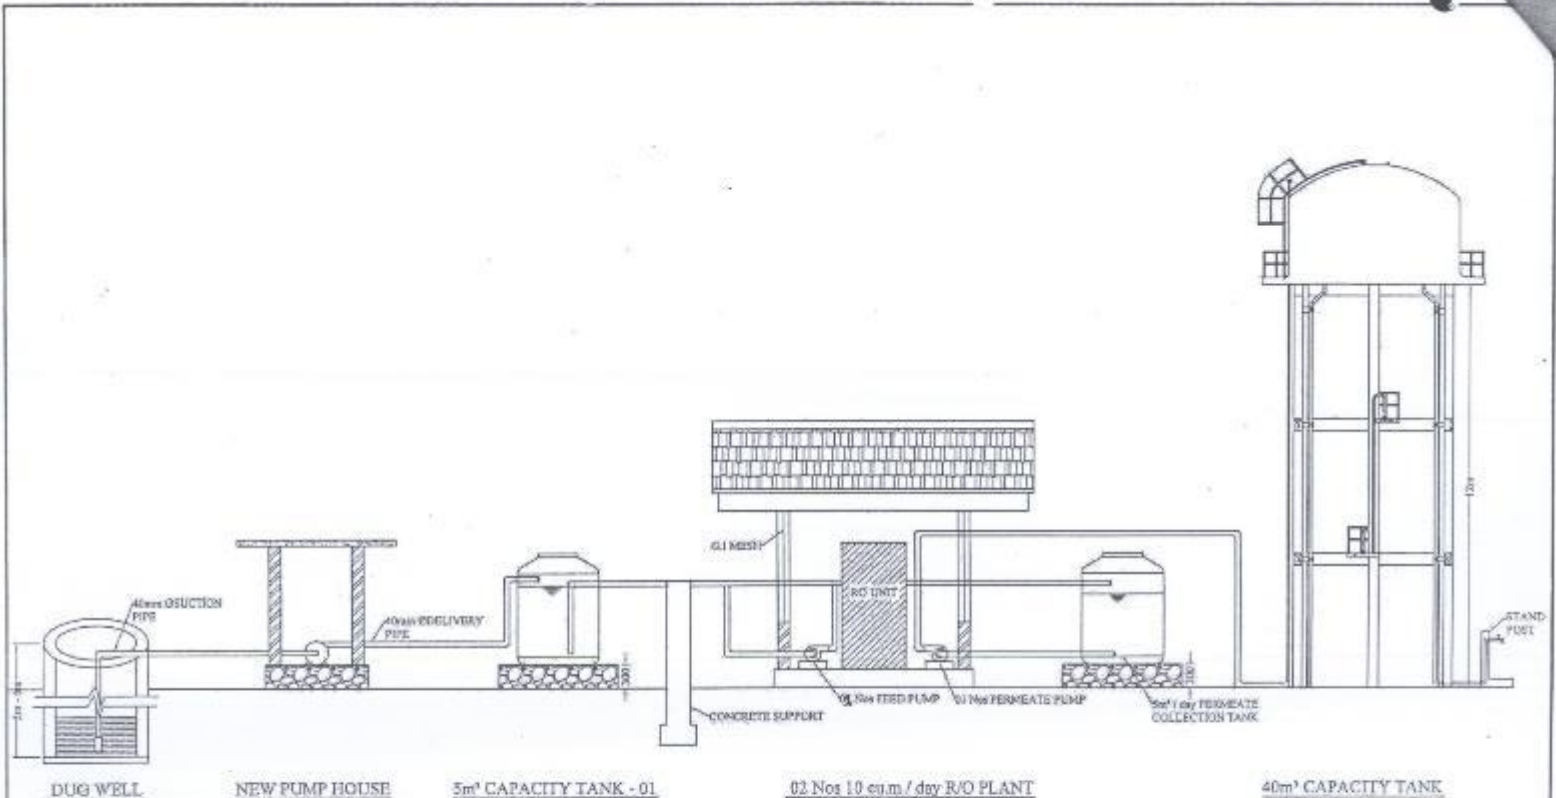 40mm ØSUCTION
PIPE
40mm ØDELIVERY
PIPE
G.I MESH
RO UNIT
12m
STAND
POST
Nos FEED PUMP
01 Nos PERMEATE PUMP
CONCRETE SUPPORT
5m³ / day PERMEATE
COLLECTION TANK
DUG WELL
NEW PUMP HOUSE
5m³ CAPACITY TANK - 01
02 Nos 10 cu.m / day R/O PLANT
40m³ CAPACITY TANK